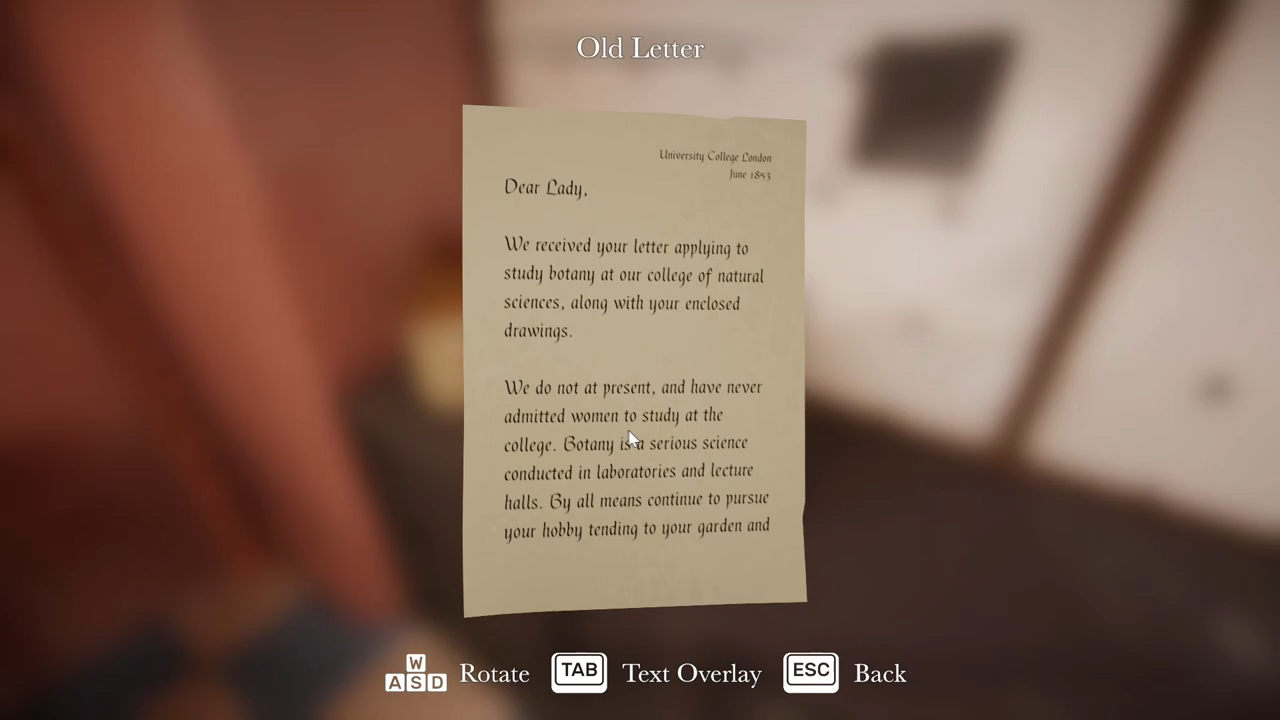 Old Letter
University College London
June 1853
Dear Lady,
We received your letter applying to
study botany at our college of natural
sciences, along with your enclosed
drawings.
We do not at present, and have never
admitted women to study at the
college. Botany is a serious science
conducted in laboratories and lecture
halls. By all means continue to pursue
your hobby tending to your garden and
W
A S D Rotate TAB Text Overlay ESC Back